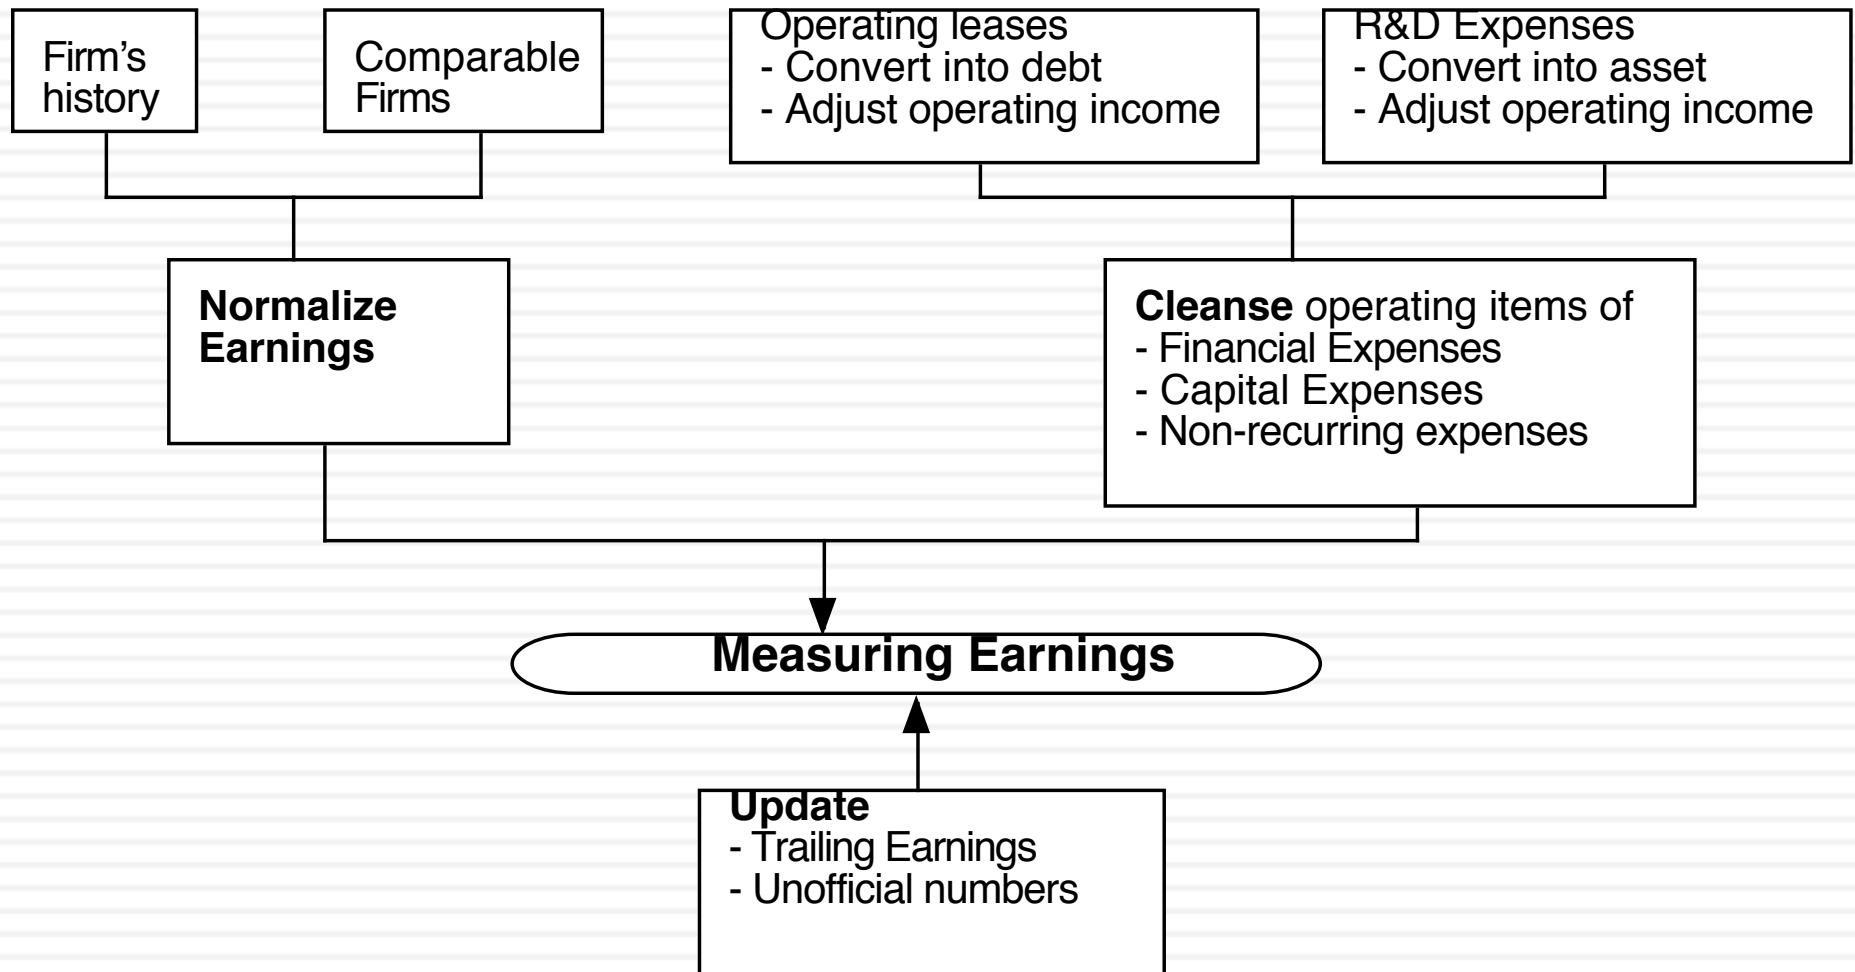 Firm’s
history
Comparable
Firms
Operating leases
- Convert into debt
- Adjust operating income
R&D Expenses
- Convert into asset
- Adjust operating income
Normalize
Earnings
Cleanse operating items of
- Financial Expenses
- Capital Expenses
- Non-recurring expenses
Measuring Earnings
Update
- Trailing Earnings
- Unofficial numbers